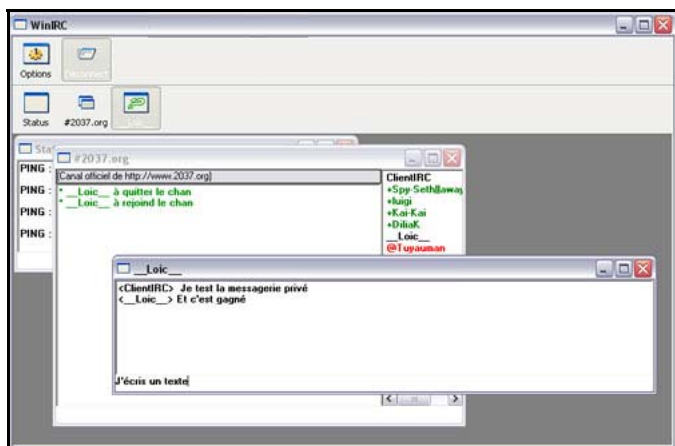 WinIRC
Options
Status
#2037.org
PING :
PING :
PING :
PING :
#2037.org
[Canal officiel de http://www.2037.org]
* __Loic__ à quitter le chan
* __Loic__ à rejoind le chan
ClientIRC
+luigi
+Kai-Kai
+DiliaK
__Loic__
@Tuyauman
__Loic__
<ClientIRC> Je test la messagerie privé
<__Loic__> Et c'est gagné
J'écris un texte